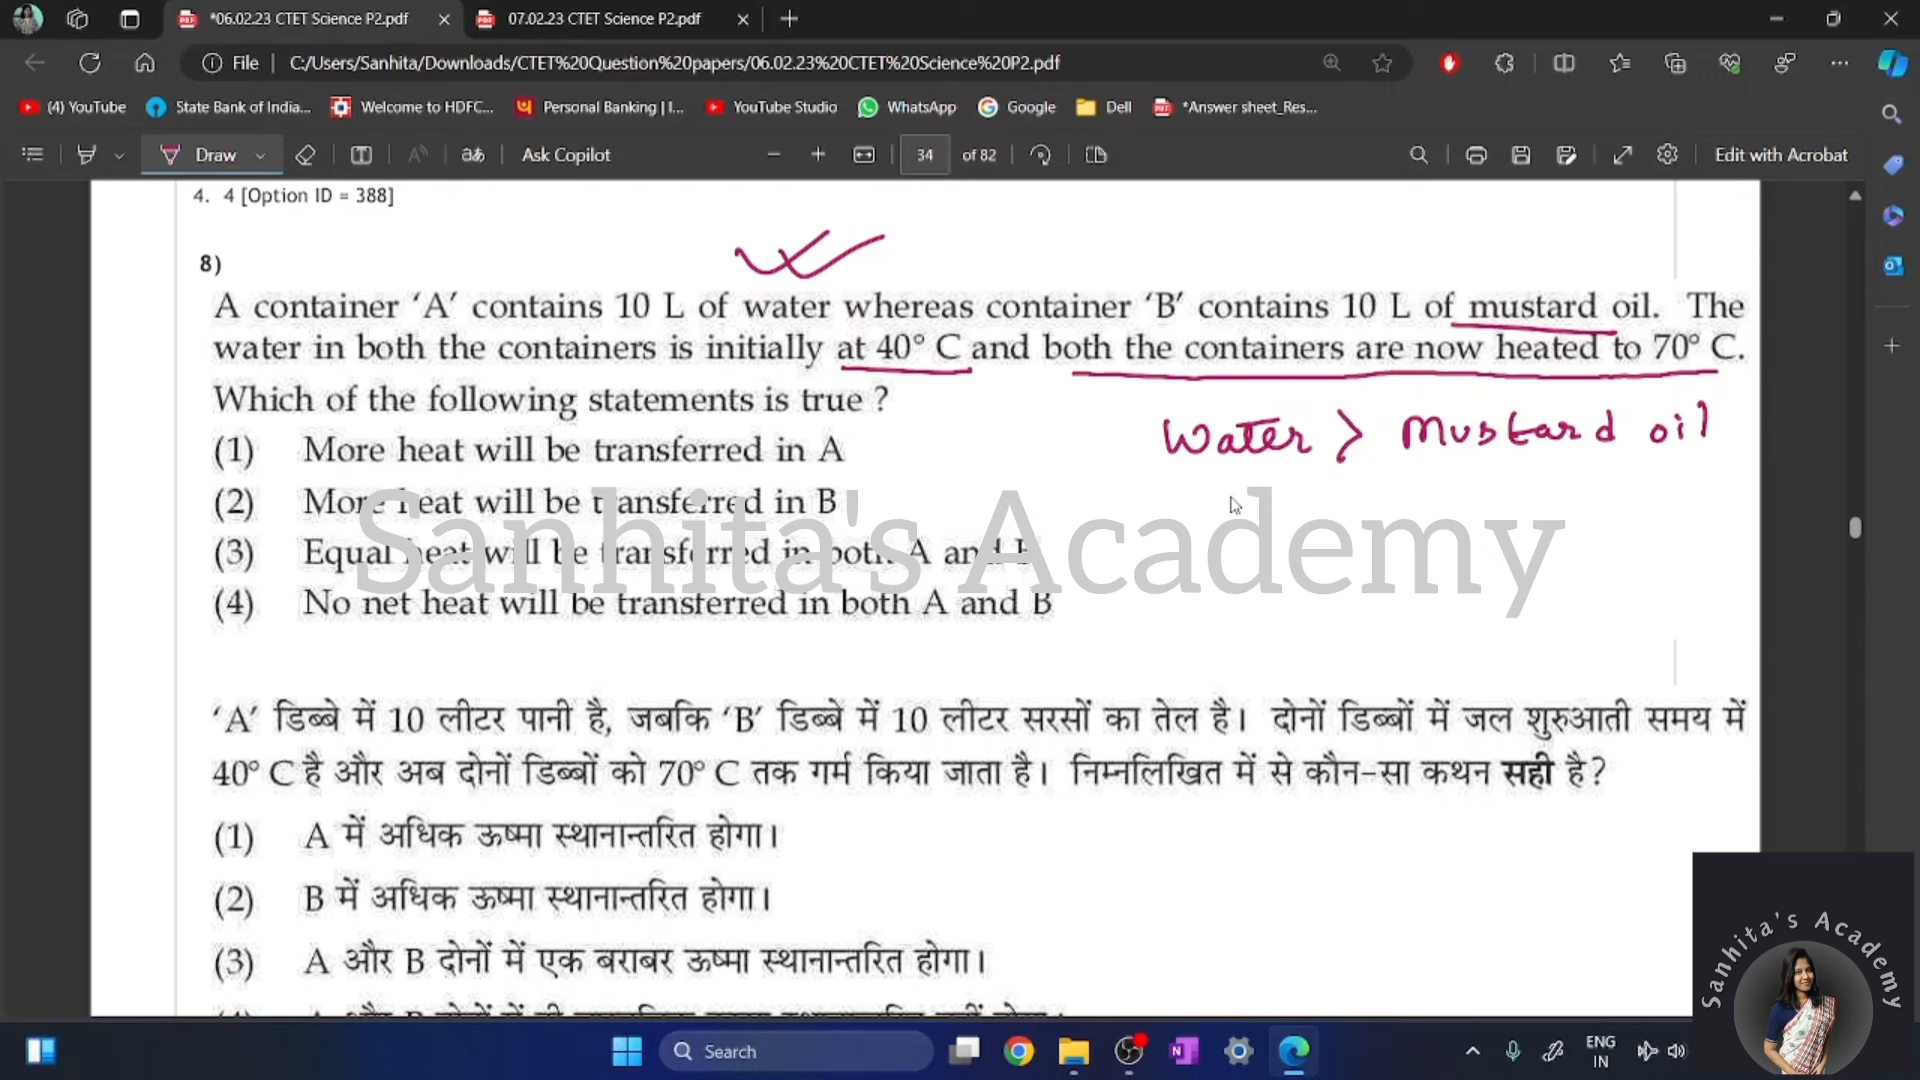 *06.02.23 CTET Science P2.pdf
07.02.23 CTET Science P2.pdf
File
C:/Users/Sanhita/Downloads/CTET%20Question%20papers/06.02.23%20CTET%20Science%20P2.pdf
(4) YouTube
State Bank of India...
Welcome to HDFC...
Personal Banking | I...
YouTube Studio
WhatsApp
Google
Dell
*Answer sheet_Res...
Draw
Ask Copilot
34 of 82
Edit with Acrobat
4. 4 [Option ID = 388]
8)
A container ‘A’ contains 10 L of water whereas container ‘B’ contains 10 L of mustard oil. The
water in both the containers is initially at 40° C and both the containers are now heated to 70° C.
Which of the following statements is true ?
Water > Mustard oil
(1) More heat will be transferred in A
(2) More heat will be transferred in B
(3) Equal heat will be transferred in both A and B
(4) No net heat will be transferred in both A and B
Sanhita's Academy
‘A’ डिब्बे में 10 लीटर पानी है, जबकि ‘B’ डिब्बे में 10 लीटर सरसों का तेल है। दोनों डिब्बों में जल शुरुआती समय में
40° C है और अब दोनों डिब्बों को 70° C तक गर्म किया जाता है। निम्नलिखित में से कौन-सा कथन सही है?
(1) A में अधिक ऊष्मा स्थानान्तरित होगा।
(2) B में अधिक ऊष्मा स्थानान्तरित होगा।
(3) A और B दोनों में एक बराबर ऊष्मा स्थानान्तरित होगा।
Sanhita's Academy
Search
ENG
IN